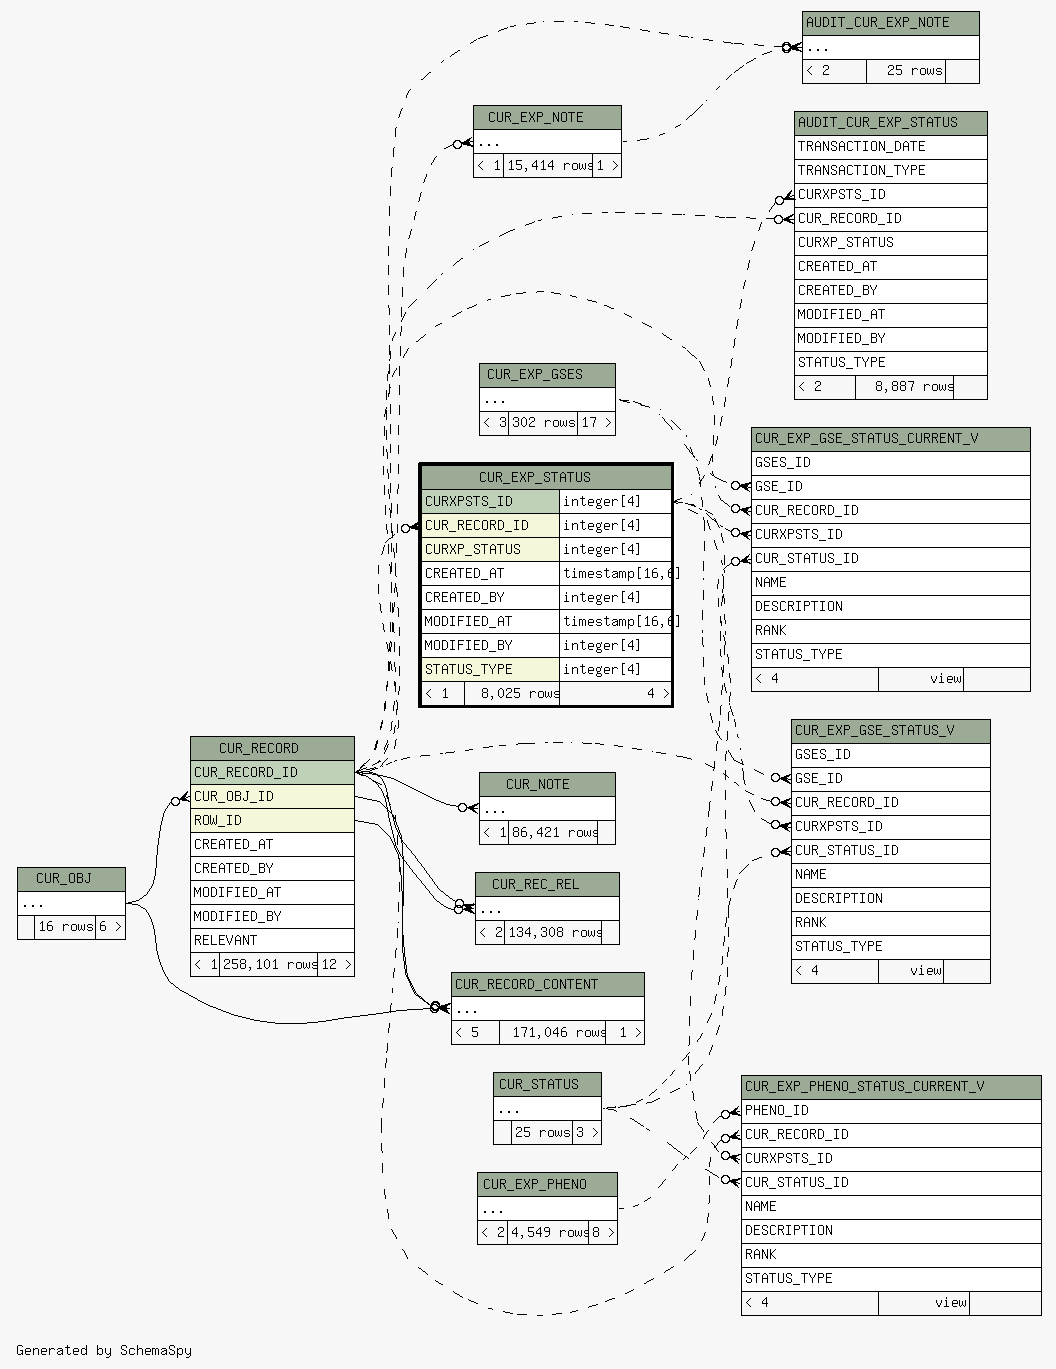 AUDIT_CUR_EXP_NOTE
...
< 2 25 rows
CUR_EXP_NOTE
...
< 1 15,414 rows 1 >
AUDIT_CUR_EXP_STATUS
TRANSACTION_DATE
TRANSACTION_TYPE
CURXPSTS_ID
CUR_RECORD_ID
CURXP_STATUS
CREATED_AT
CREATED_BY
MODIFIED_AT
MODIFIED_BY
STATUS_TYPE
< 2 8,887 rows
CUR_EXP_GSES
...
< 3 302 rows 17 >
CUR_EXP_GSE_STATUS_CURRENT_V
GSES_ID
GSE_ID
CUR_RECORD_ID
CURXPSTS_ID
CUR_STATUS_ID
NAME
DESCRIPTION
RANK
STATUS_TYPE
< 4 view
CUR_EXP_STATUS
CURXPSTS_ID integer[4]
CUR_RECORD_ID integer[4]
CURXP_STATUS integer[4]
CREATED_AT timestamp[16,6]
CREATED_BY integer[4]
MODIFIED_AT timestamp[16,6]
MODIFIED_BY integer[4]
STATUS_TYPE integer[4]
< 1 8,025 rows 4 >
CUR_EXP_GSE_STATUS_V
GSES_ID
GSE_ID
CUR_RECORD_ID
CURXPSTS_ID
CUR_STATUS_ID
NAME
DESCRIPTION
RANK
STATUS_TYPE
< 4 view
CUR_RECORD
CUR_RECORD_ID
CUR_OBJ_ID
ROW_ID
CREATED_AT
CREATED_BY
MODIFIED_AT
MODIFIED_BY
RELEVANT
< 1 258,101 rows 12 >
CUR_NOTE
...
< 1 86,421 rows
CUR_OBJ
...
16 rows 6 >
CUR_REC_REL
...
< 2 134,308 rows
CUR_RECORD_CONTENT
...
< 5 171,046 rows 1 >
CUR_STATUS
...
25 rows 3 >
CUR_EXP_PHENO_STATUS_CURRENT_V
PHENO_ID
CUR_RECORD_ID
CURXPSTS_ID
CUR_STATUS_ID
NAME
DESCRIPTION
RANK
STATUS_TYPE
< 4 view
CUR_EXP_PHENO
...
< 2 4,549 rows 8 >
Generated by SchemaSpy